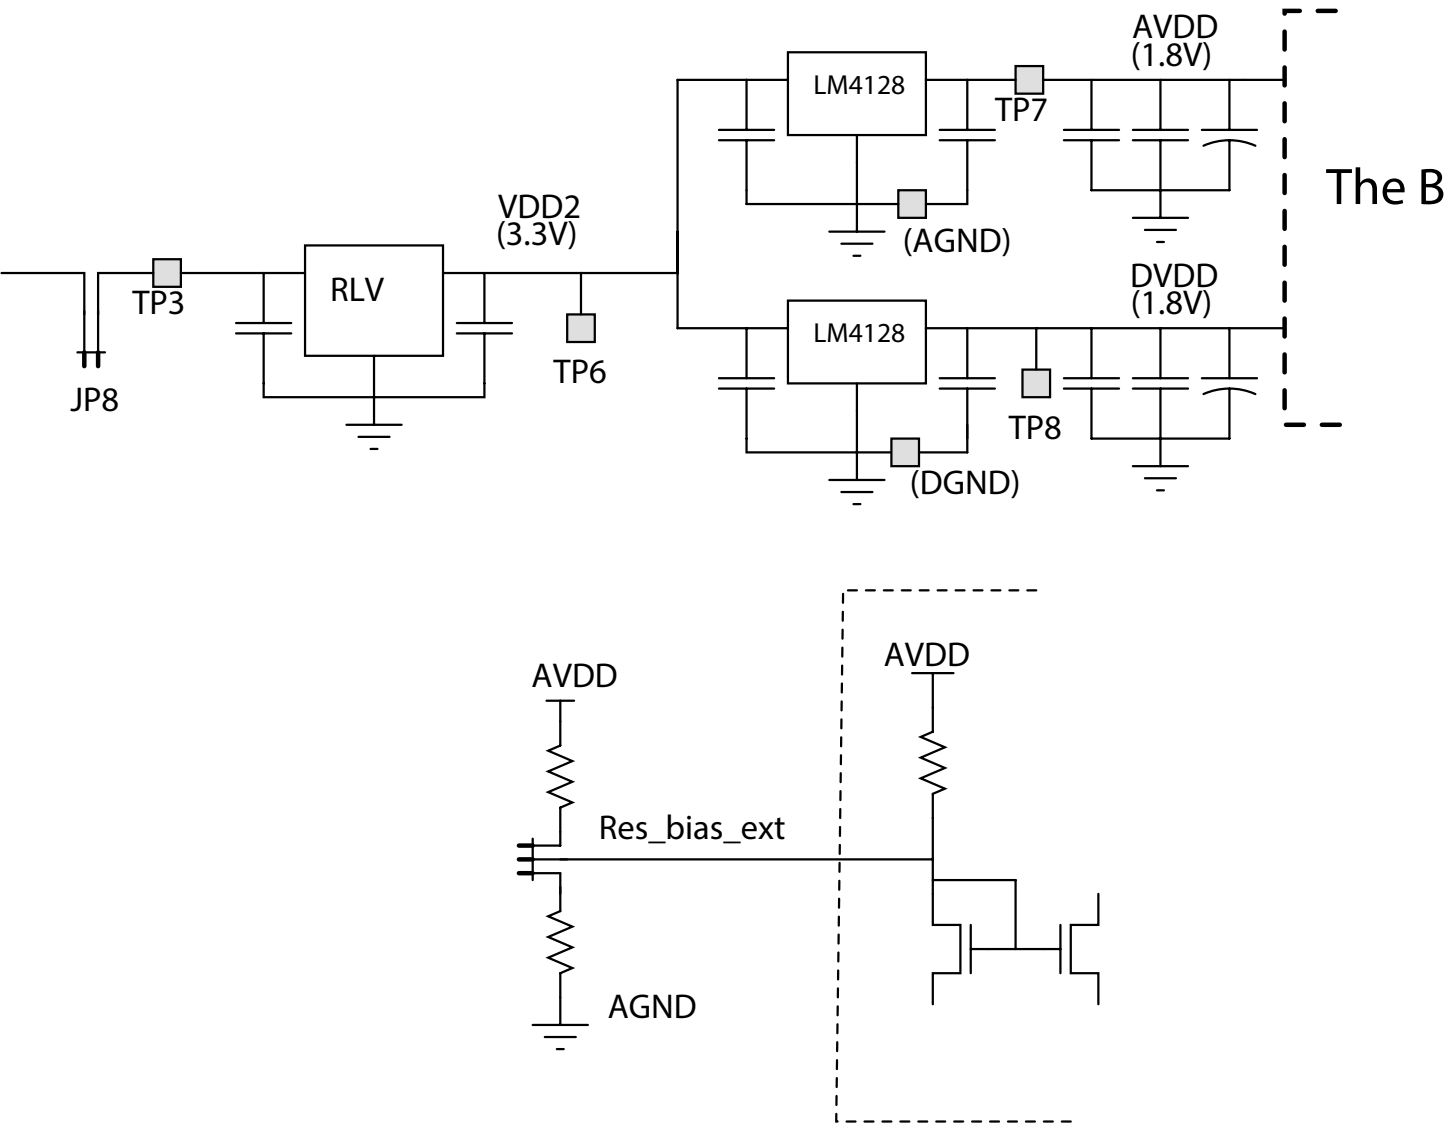 AVDD
(1.8V)
LM4128
TP7
The B
VDD2
(3.3V)
(AGND)
TP3
RLV
DVDD
(1.8V)
LM4128
TP6
JP8
TP8
(DGND)
AVDD
AVDD
Res_bias_ext
AGND